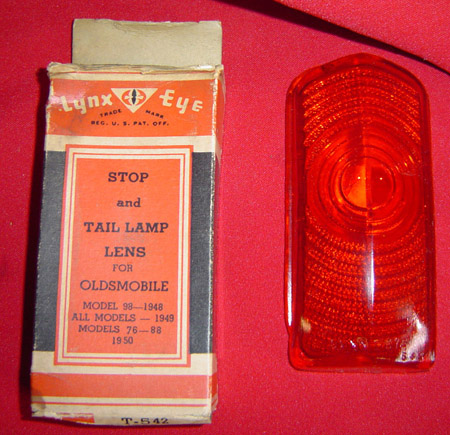 Lynx Eye
TRADE MARK
REG. U. S. PAT. OFF.
STOP
and
TAIL LAMP
LENS
FOR
OLDSMOBILE
MODEL 98—1948
ALL MODELS — 1949
MODELS 76—88
1950
T-542